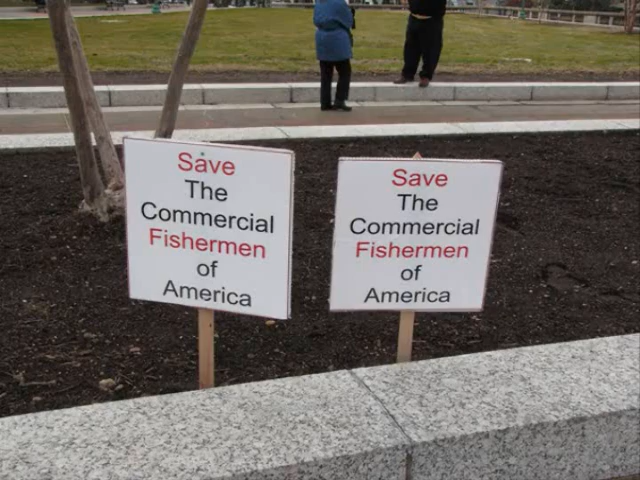 Save
The
Commercial
Fishermen
of
America
Save
The
Commercial
Fishermen
of
America